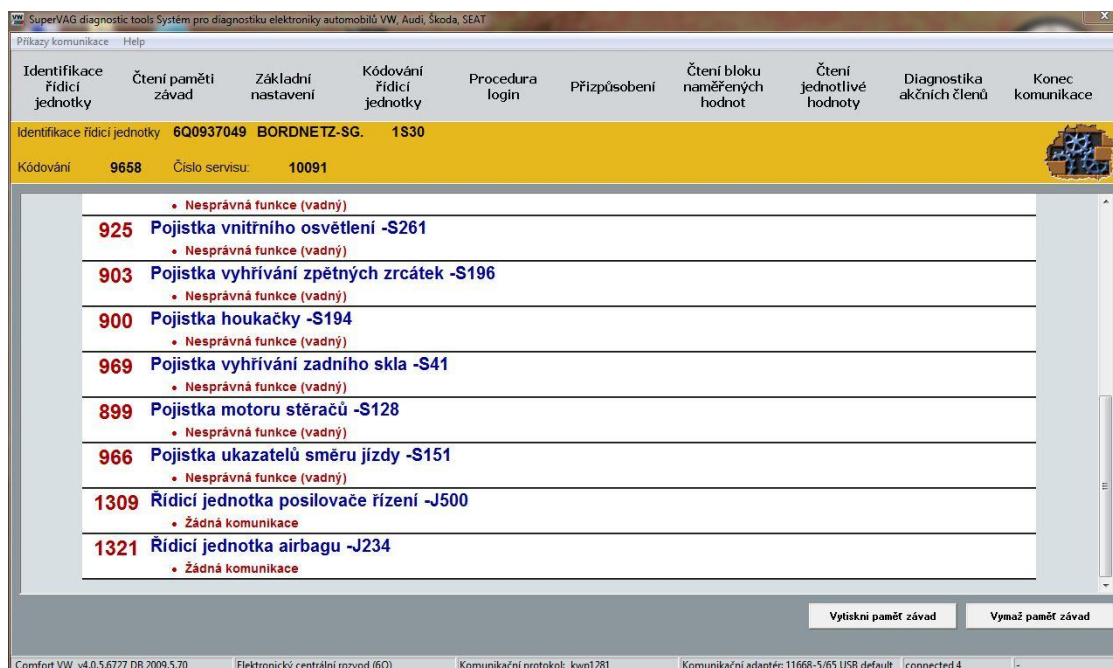 SuperVAG diagnostic tools Systém pro diagnostiku elektroniky automobilů VW, Audi, Škoda, SEAT
Příkazy komunikace Help
Identifikace řídicí jednotky
Čtení paměti závad
Základní nastavení
Kódování řídicí jednotky
Procedura login
Přizpůsobení
Čtení bloku naměřených hodnot
Čtení jednotlivé hodnoty
Diagnostika akčních členů
Konec komunikace
Identifikace řídicí jednotky 6Q0937049 BORDNETZ-SG. 1S30
Kódování 9658 Číslo servisu: 10091
• Nesprávná funkce (vadný)
925 Pojistka vnitřního osvětlení -S261
• Nesprávná funkce (vadný)
903 Pojistka vyhřívání zpětných zrcátek -S196
• Nesprávná funkce (vadný)
900 Pojistka houkačky -S194
• Nesprávná funkce (vadný)
969 Pojistka vyhřívání zadního skla -S41
• Nesprávná funkce (vadný)
899 Pojistka motoru stěračů -S128
• Nesprávná funkce (vadný)
966 Pojistka ukazatelů směru jízdy -S151
• Nesprávná funkce (vadný)
1309 Řídicí jednotka posilovače řízení -J500
• Žádná komunikace
1321 Řídicí jednotka airbagu -J234
• Žádná komunikace
Vytiskni paměť závad Vymaž paměť závad
Comfort VW v4.0.5.6727 DB 2009.5.70 Elektronický centrální rozvod (6Q) Komunikační protokol: kwp1281 Komunikační adaptér: 11668-5/65 USB default connected 4 -